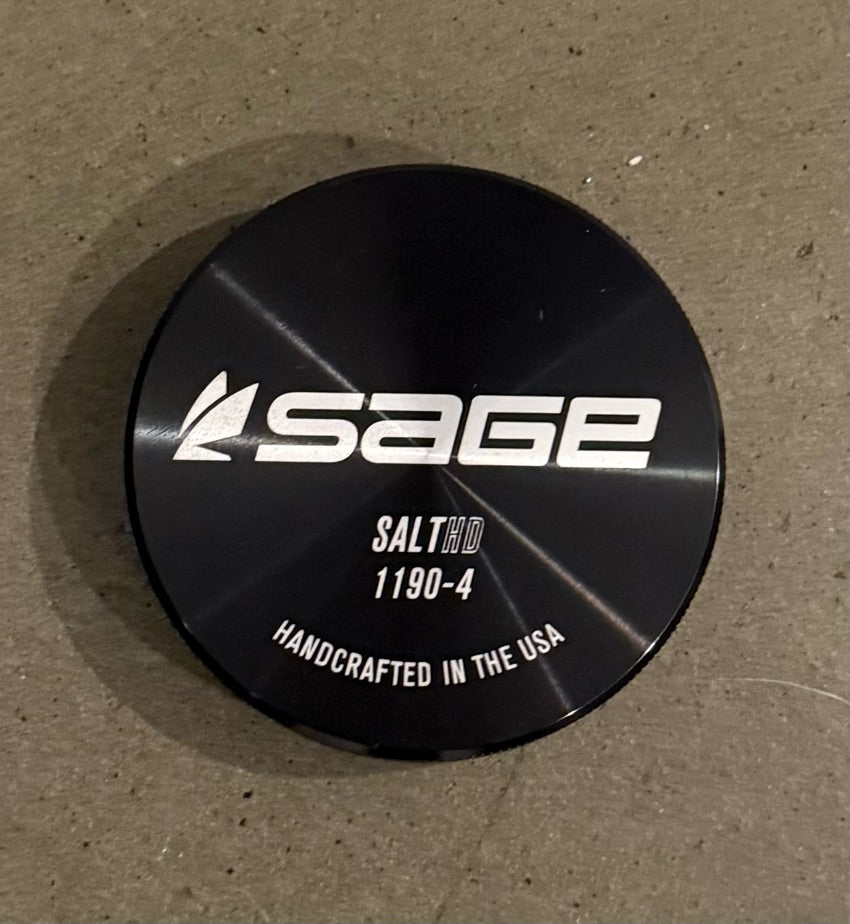 SAGE
SALTHD
1190-4
HANDCRAFTED IN THE USA